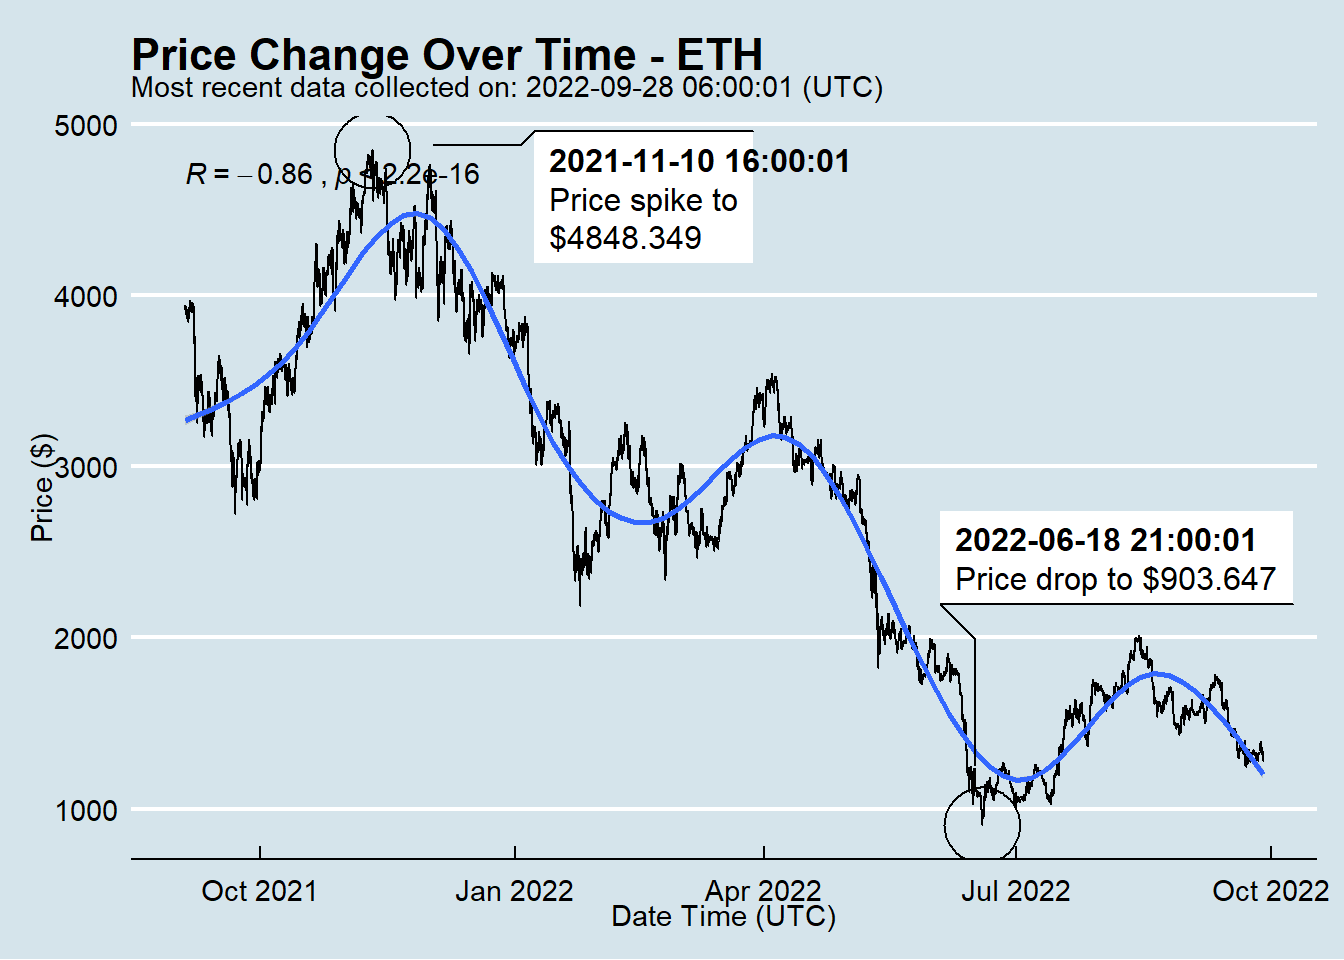 Price Change Over Time - ETH
Most recent data collected on: 2022-09-28 06:00:01 (UTC)
5000
R = −0.86 , p < 2.2e-16
2021-11-10 16:00:01
Price spike to
$4848.349
4000
3000
Price ($)
2022-06-18 21:00:01
Price drop to $903.647
2000
1000
Oct 2021
Jan 2022
Apr 2022
Jul 2022
Oct 2022
Date Time (UTC)